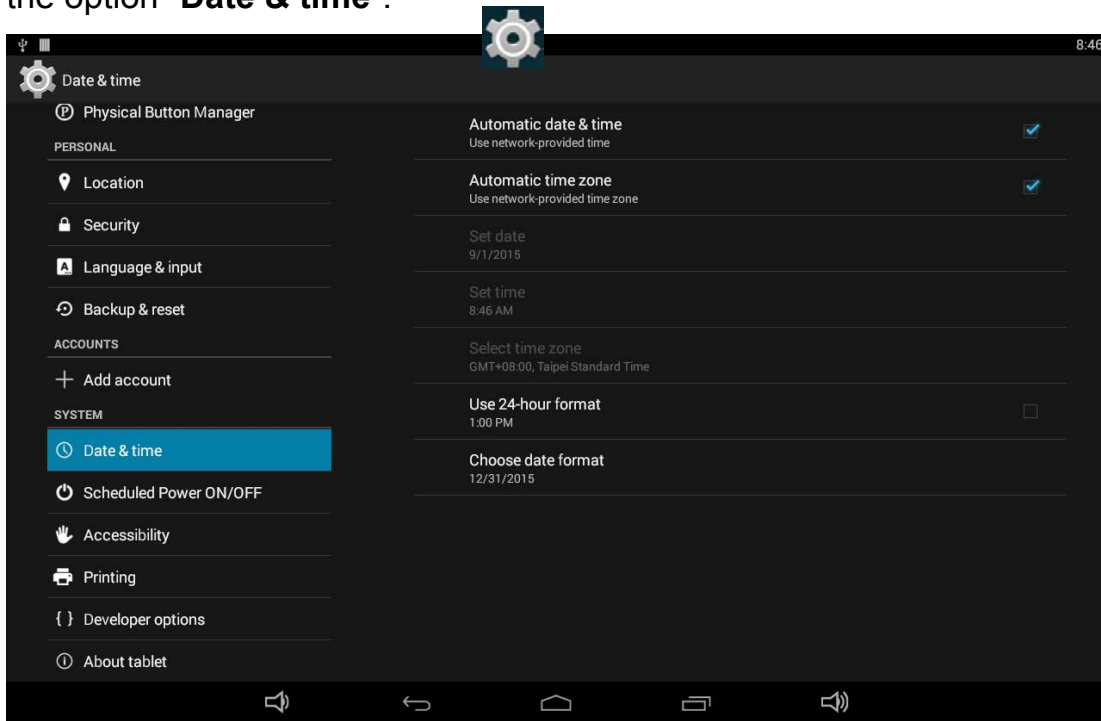 the option "Date & time".
8:46
Date & time
Physical Button Manager
PERSONAL
Location
Security
Language & input
Backup & reset
ACCOUNTS
Add account
SYSTEM
Date & time
Scheduled Power ON/OFF
Accessibility
Printing
Developer options
About tablet
Automatic date & time
Use network-provided time
Automatic time zone
Use network-provided time zone
Set date
9/1/2015
Set time
8:46 AM
Select time zone
GMT+08:00, Taipei Standard Time
Use 24-hour format
1:00 PM
Choose date format
12/31/2015